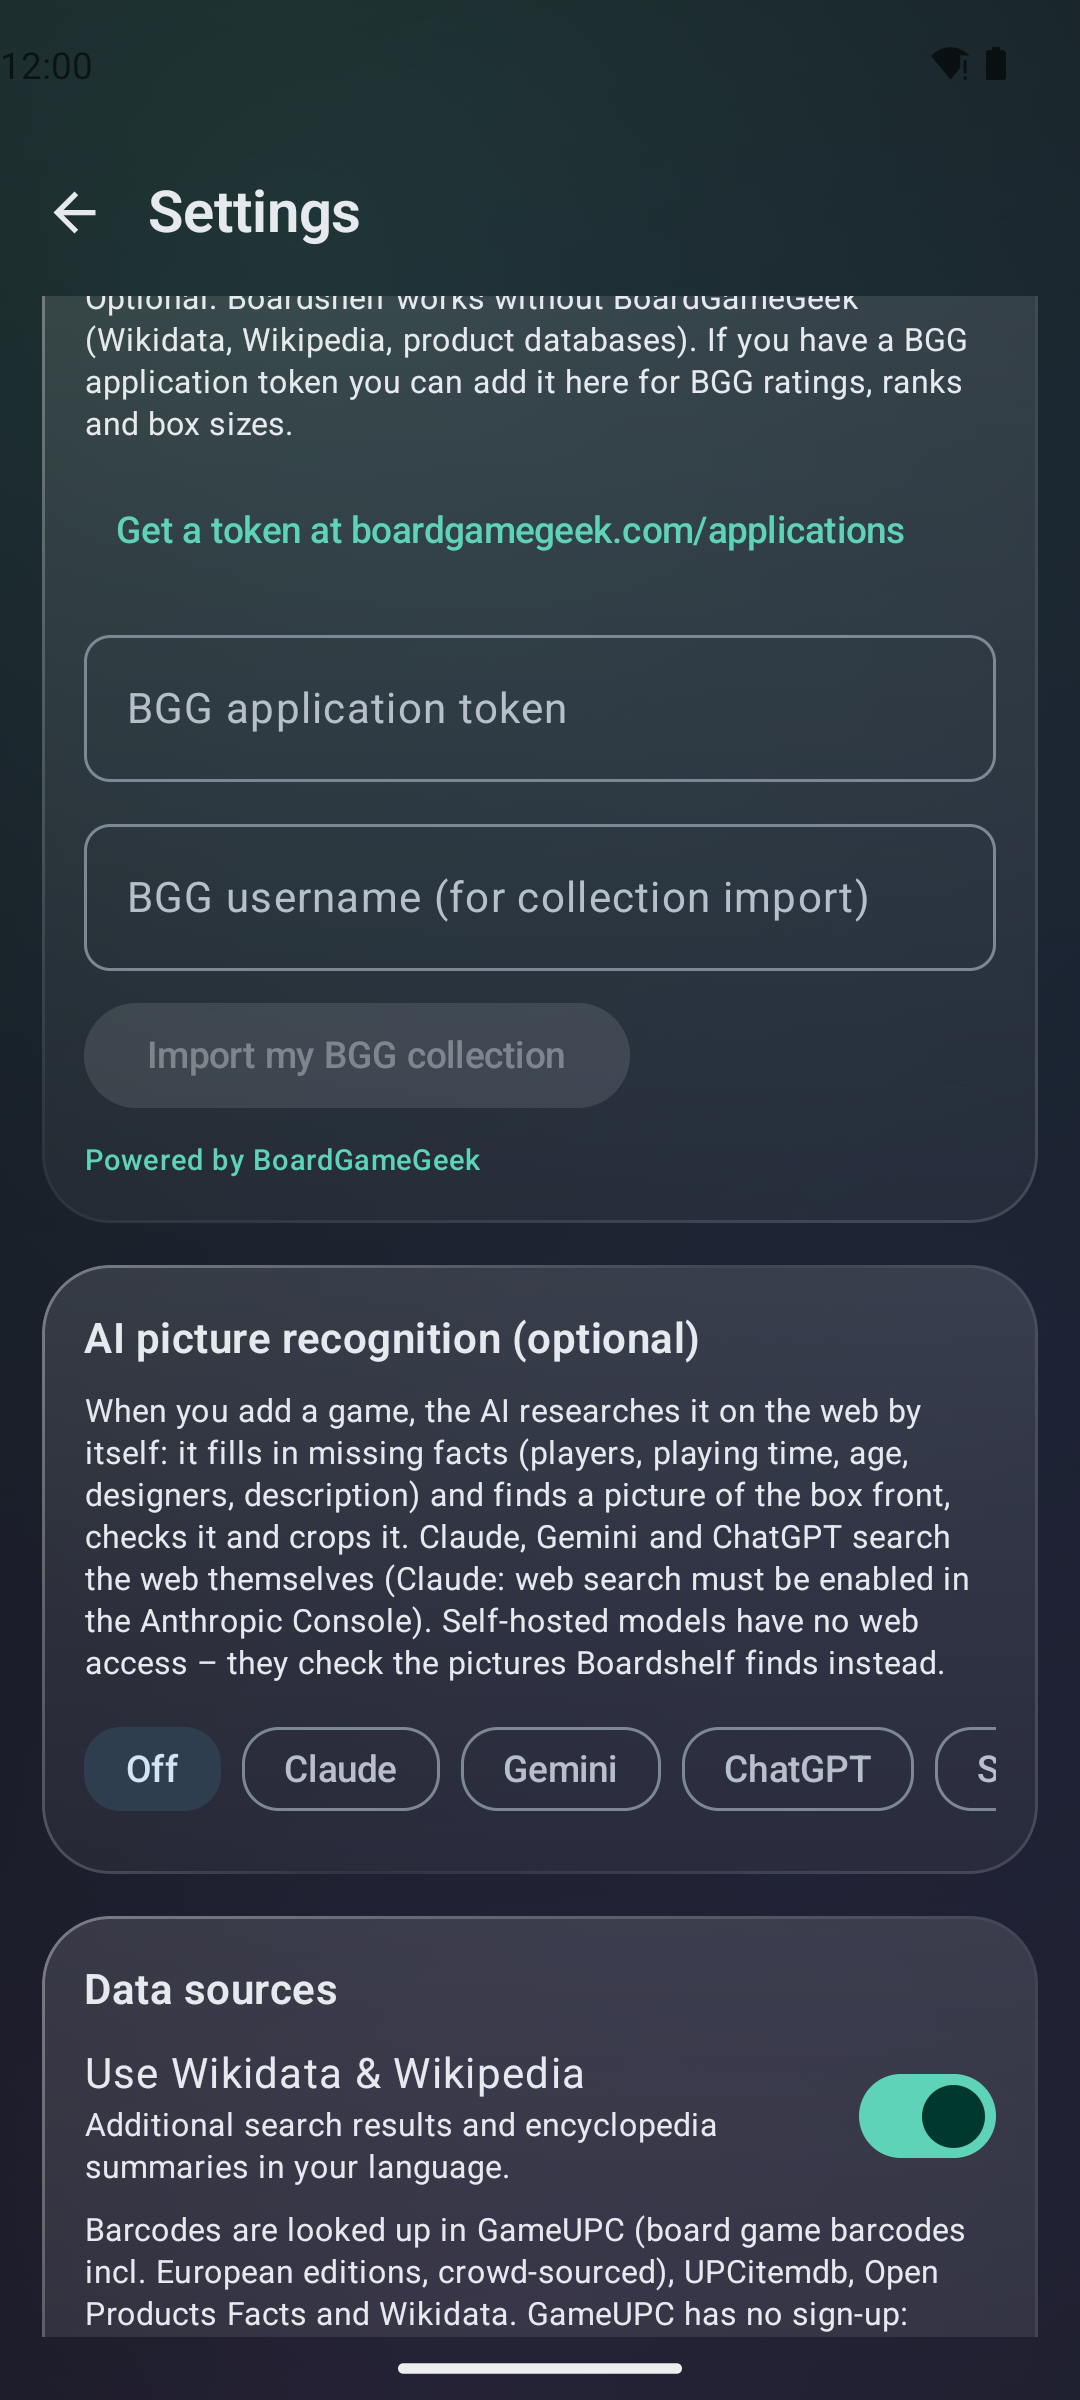 12:00
Settings
Optional. Boardshelf works without BoardGameGeek
(Wikidata, Wikipedia, product databases). If you have a BGG
application token you can add it here for BGG ratings, ranks
and box sizes.
Get a token at boardgamegeek.com/applications
BGG application token
BGG username (for collection import)
Import my BGG collection
Powered by BoardGameGeek
AI picture recognition (optional)
When you add a game, the AI researches it on the web by
itself: it fills in missing facts (players, playing time, age,
designers, description) and finds a picture of the box front,
checks it and crops it. Claude, Gemini and ChatGPT search
the web themselves (Claude: web search must be enabled in
the Anthropic Console). Self-hosted models have no web
access – they check the pictures Boardshelf finds instead.
Off Claude Gemini ChatGPT S
Data sources
Use Wikidata & Wikipedia
Additional search results and encyclopedia
summaries in your language.
Barcodes are looked up in GameUPC (board game barcodes
incl. European editions, crowd-sourced), UPCitemdb, Open
Products Facts and Wikidata. GameUPC has no sign-up: